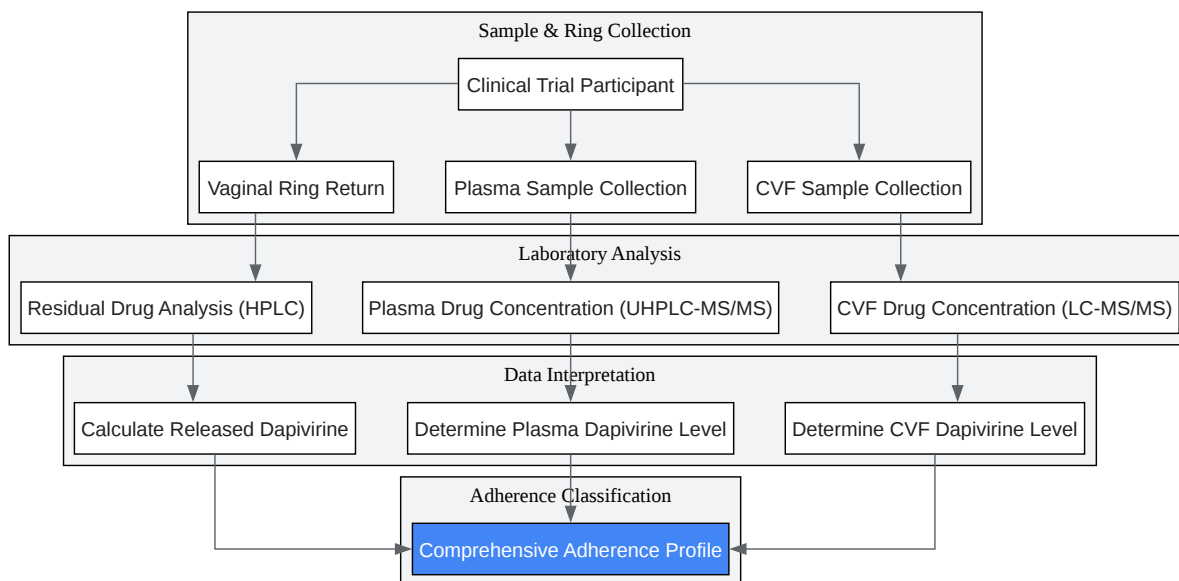 Sample & Ring Collection
Clinical Trial Participant
Vaginal Ring Return
Plasma Sample Collection
CVF Sample Collection
Laboratory Analysis
Residual Drug Analysis (HPLC)
Plasma Drug Concentration (UHPLC-MS/MS)
CVF Drug Concentration (LC-MS/MS)
Data Interpretation
Calculate Released Dapivirine
Determine Plasma Dapivirine Level
Determine CVF Dapivirine Level
Adherence Classification
Comprehensive Adherence Profile